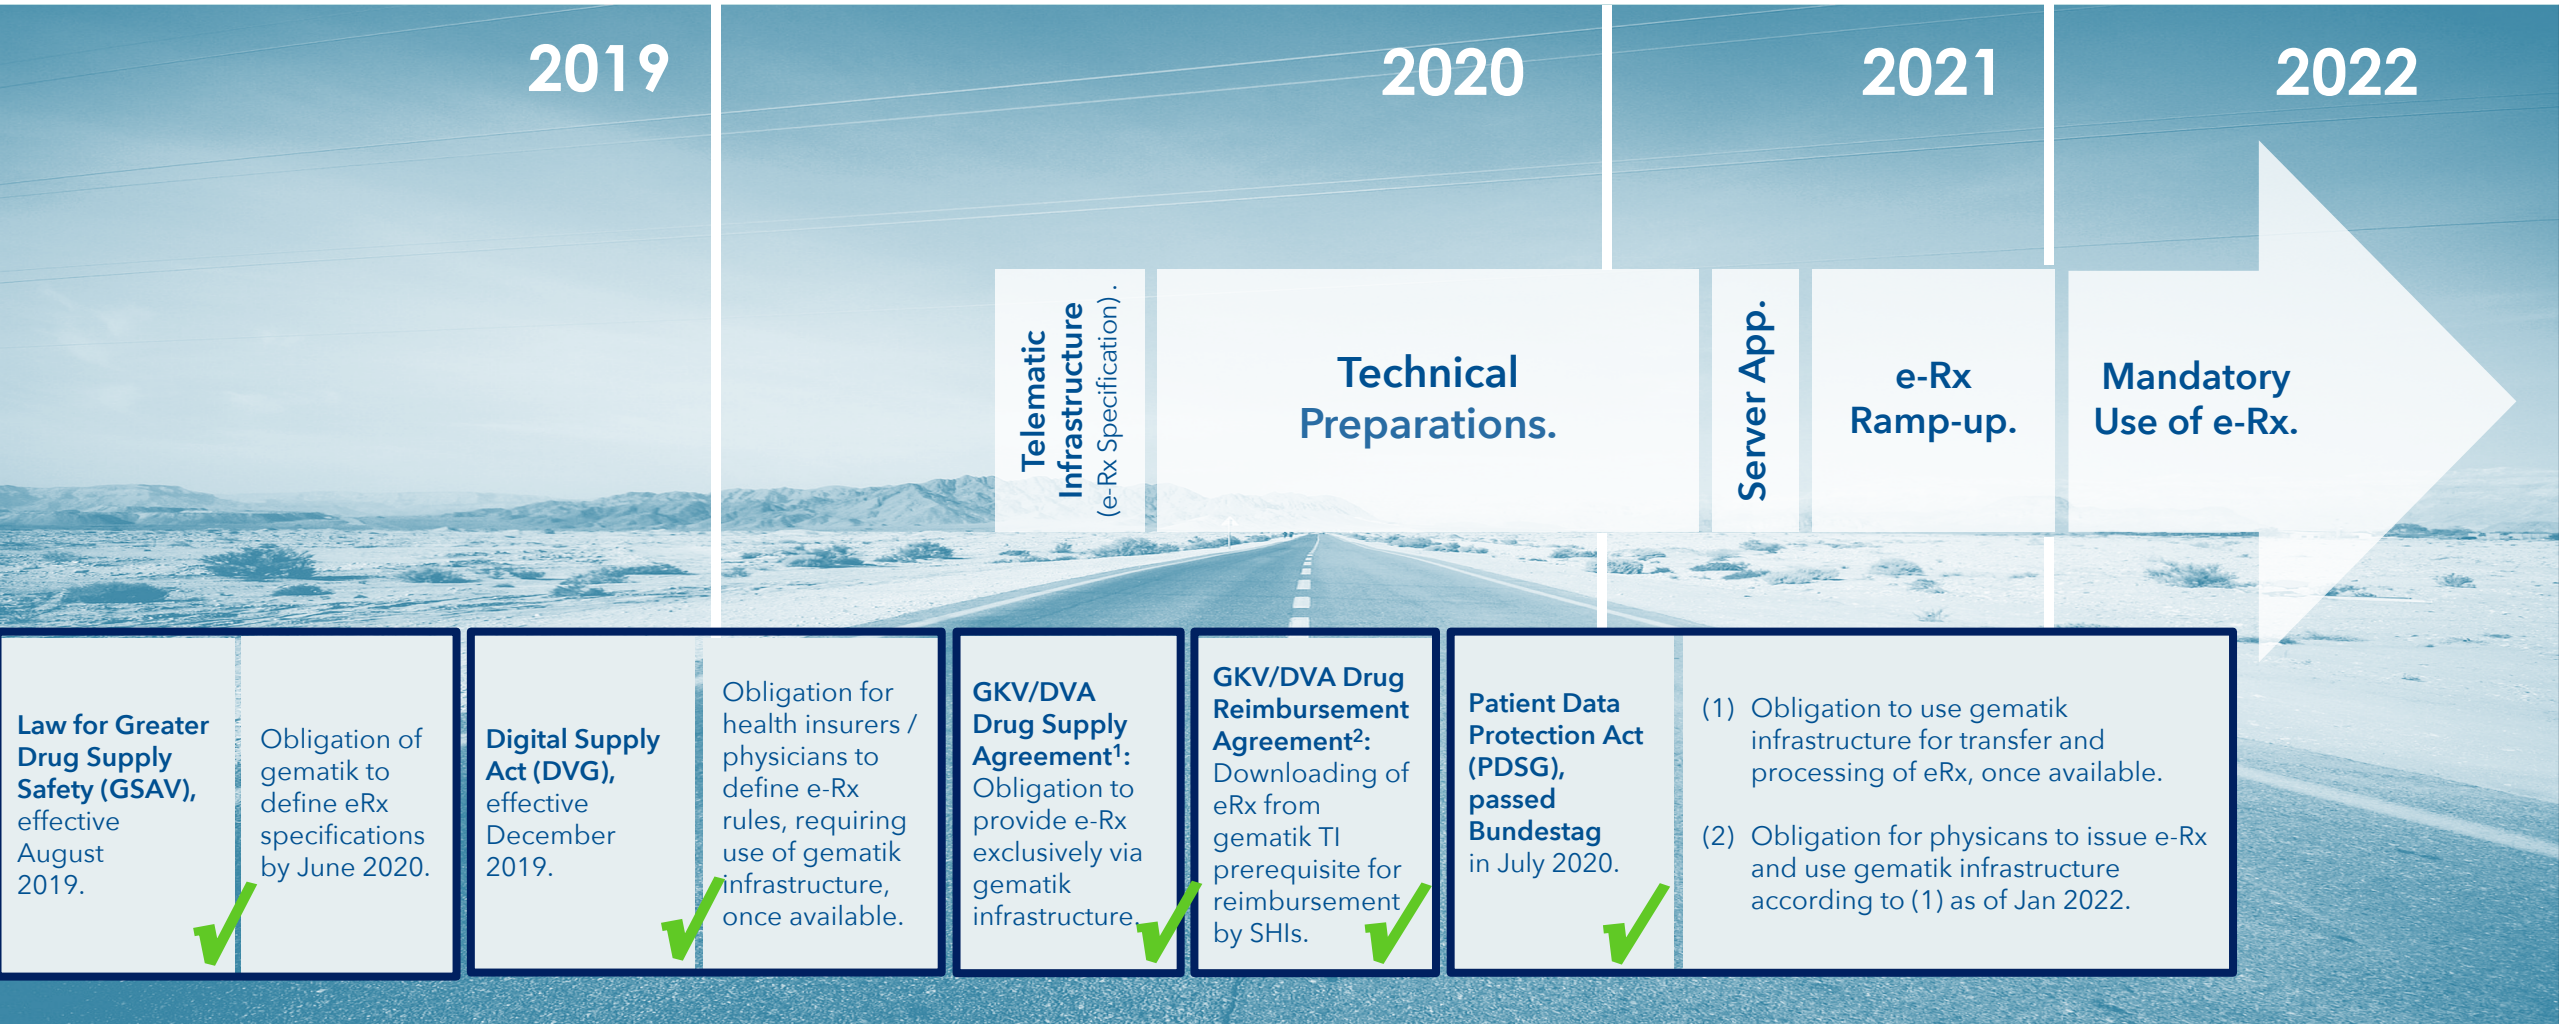 2019
2020
2021
2022
Telematic
Infrastructure
(e-Rx Specification) .
Technical
Preparations.
Server App.
e-Rx
Ramp-up.
Mandatory
Use of e-Rx.
Law for Greater
Drug Supply
Safety (GSAV),
effective
August
2019.
Obligation of
gematik to
define eRx
specifications
by June 2020.
Digital Supply
Act (DVG),
effective
December
2019.
Obligation for
health insurers /
physicians to
define e-Rx
rules, requiring
use of gematik
infrastructure,
once available.
GKV/DVA
Drug Supply
Agreement¹:
Obligation to
provide e-Rx
exclusively via
gematik
infrastructure.
GKV/DVA Drug
Reimbursement
Agreement²:
Downloading of
eRx from
gematik TI
prerequisite for
reimbursement
by SHIs.
Patient Data
Protection Act
(PDSG),
passed
Bundestag
in July 2020.
(1) Obligation to use gematik
infrastructure for transfer and
processing of eRx, once available.
(2) Obligation for physicans to issue e-Rx
and use gematik infrastructure
according to (1) as of Jan 2022.